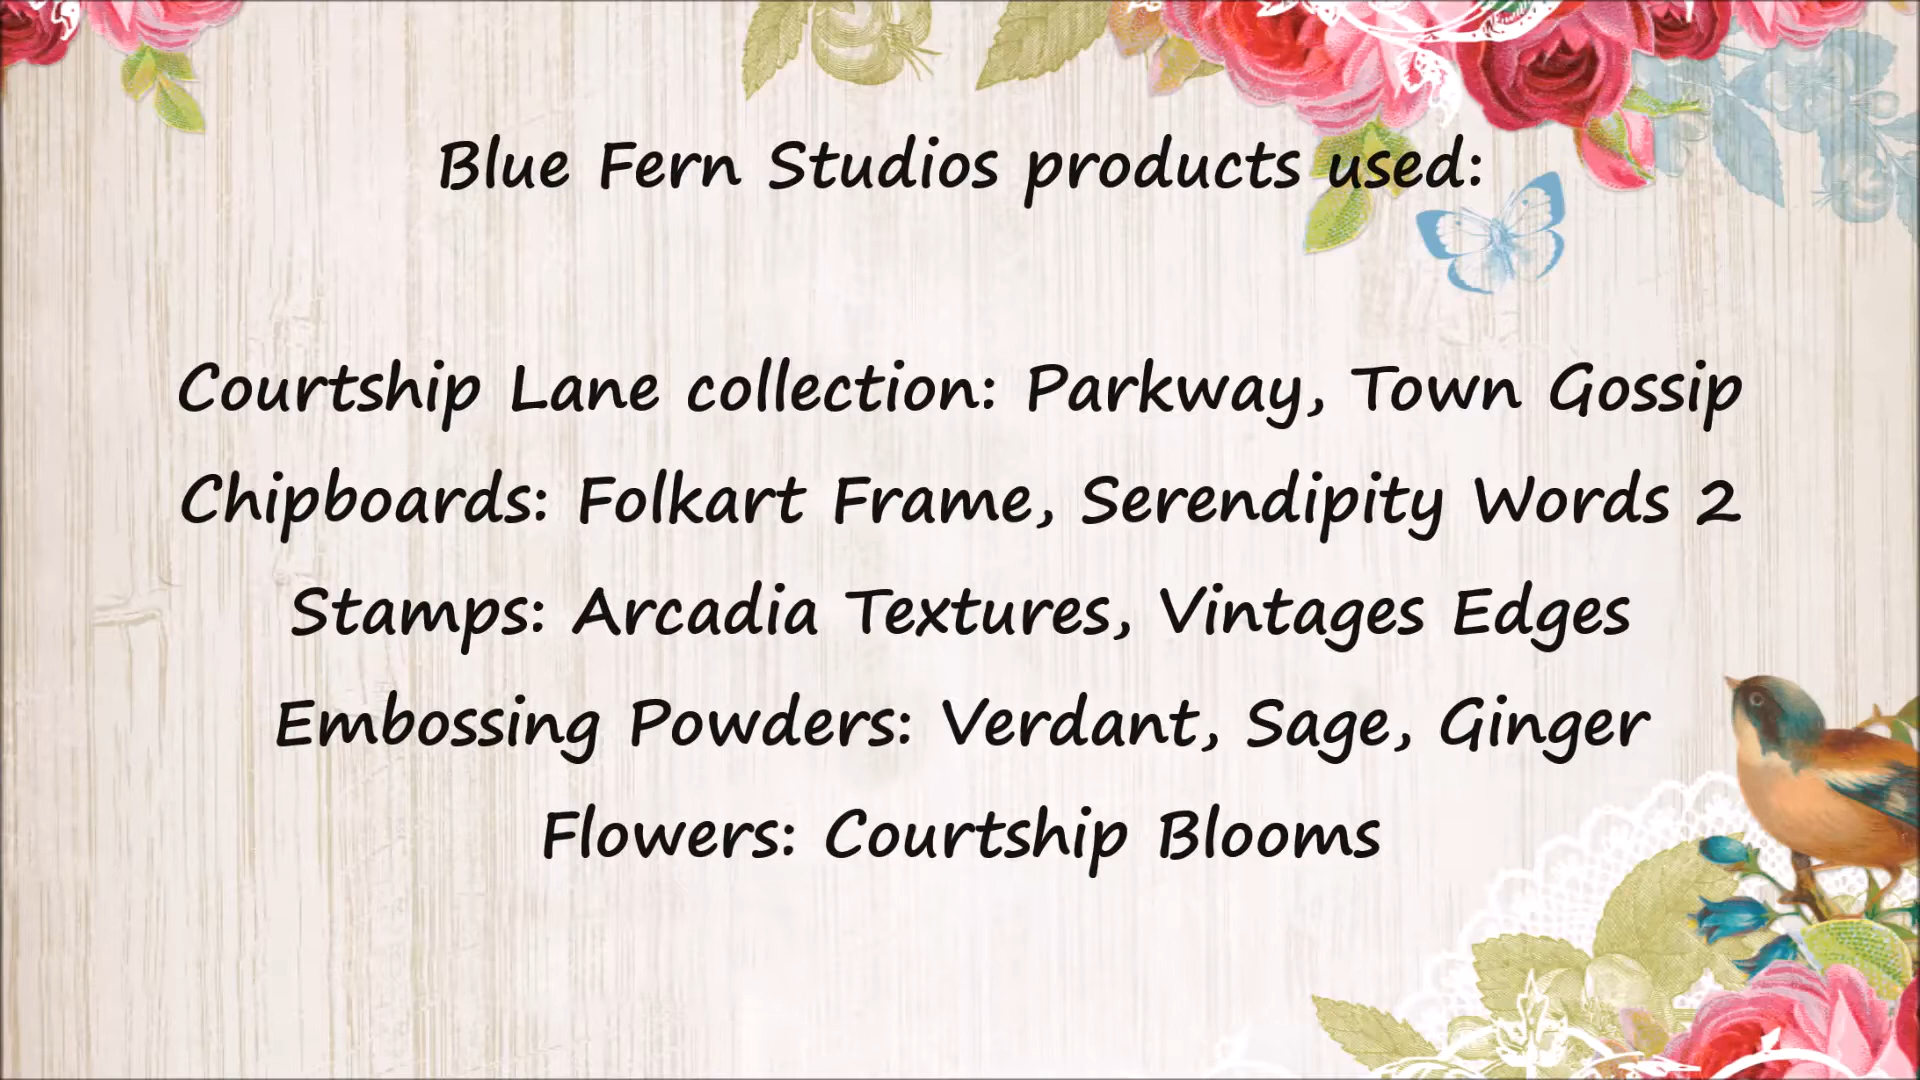 Blue Fern Studios products used:
Courtship Lane collection: Parkway, Town Gossip
Chipboards: Folkart Frame, Serendipity Words 2
Stamps: Arcadia Textures, Vintages Edges
Embossing Powders: Verdant, Sage, Ginger
Flowers: Courtship Blooms